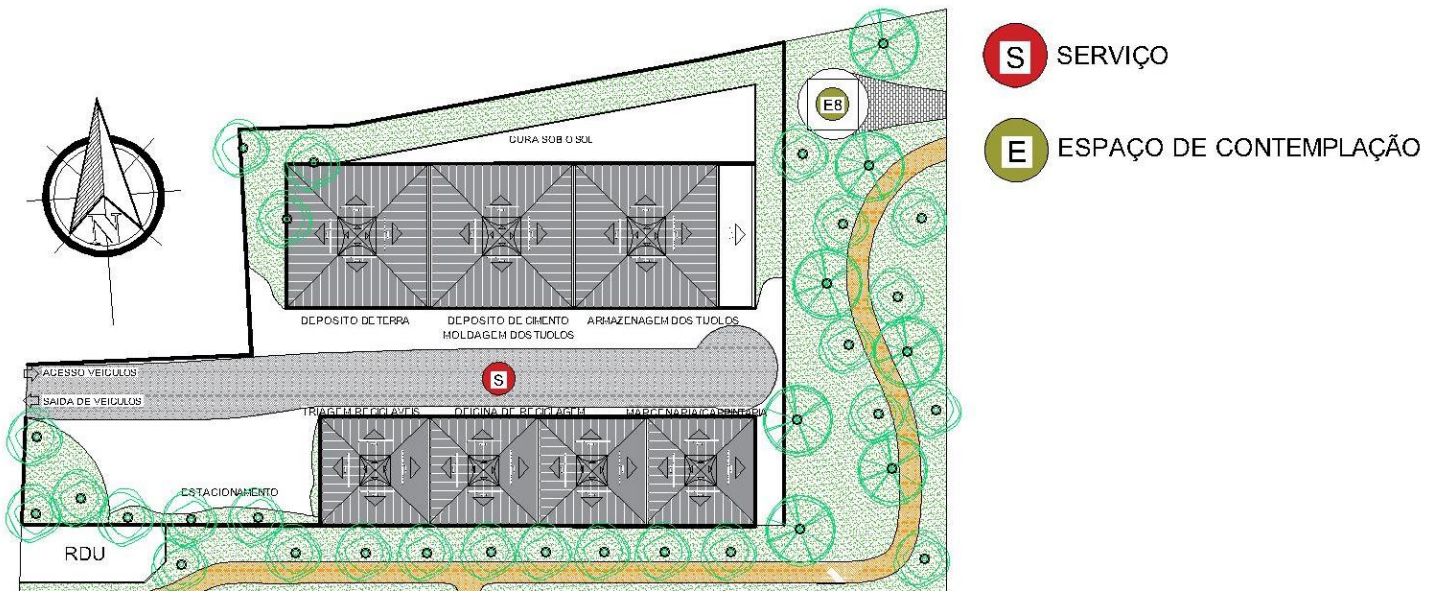 S SERVIÇO
E8
CURA SOB O SOL
E ESPAÇO DE CONTEMPLAÇÃO
N
DEPOSITO DE TERRA
DEPOSITO DE CIMENTO
MOLDAGEM DOS TIJOLOS
ARMAZENAGEM DOS TIJOLOS
ACESSO VEICULOS
SAIDA DE VEICULOS
S
TRIAGEM RECICLAVEIS
OFICINA DE RECICLAGEM
MARCENARIA/CARPINTARIA
ESTACIONAMENTO
RDU